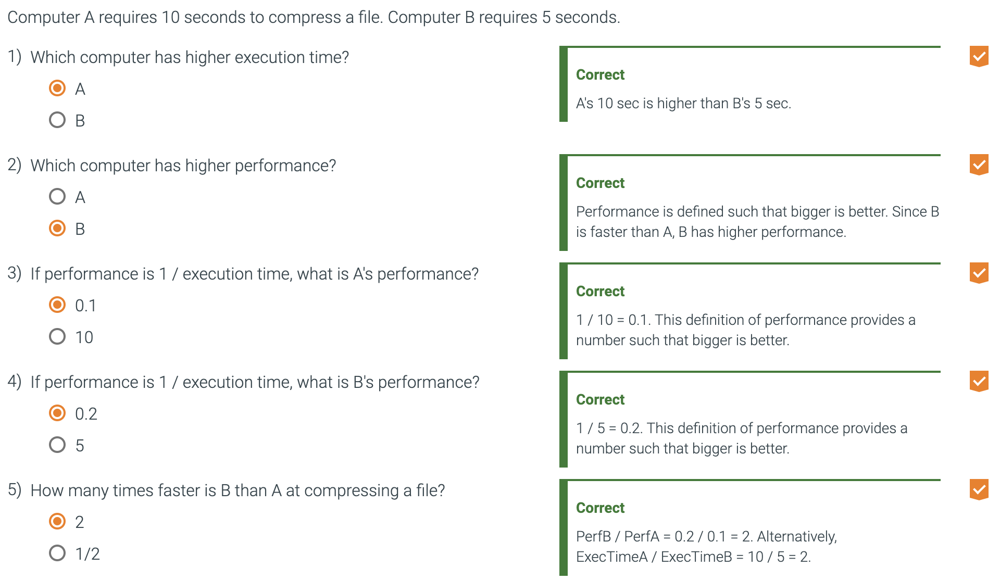 Computer A requires 10 seconds to compress a file. Computer B requires 5 seconds.
1) Which computer has higher execution time?
A
B
Correct
A's 10 sec is higher than B's 5 sec.
2) Which computer has higher performance?
A
B
Correct
Performance is defined such that bigger is better. Since B
is faster than A, B has higher performance.
3) If performance is 1 / execution time, what is A's performance?
0.1
10
Correct
1 / 10 = 0.1. This definition of performance provides a
number such that bigger is better.
4) If performance is 1 / execution time, what is B's performance?
0.2
5
Correct
1 / 5 = 0.2. This definition of performance provides a
number such that bigger is better.
5) How many times faster is B than A at compressing a file?
2
1/2
Correct
PerfB / PerfA = 0.2 / 0.1 = 2. Alternatively,
ExecTimeA / ExecTimeB = 10 / 5 = 2.